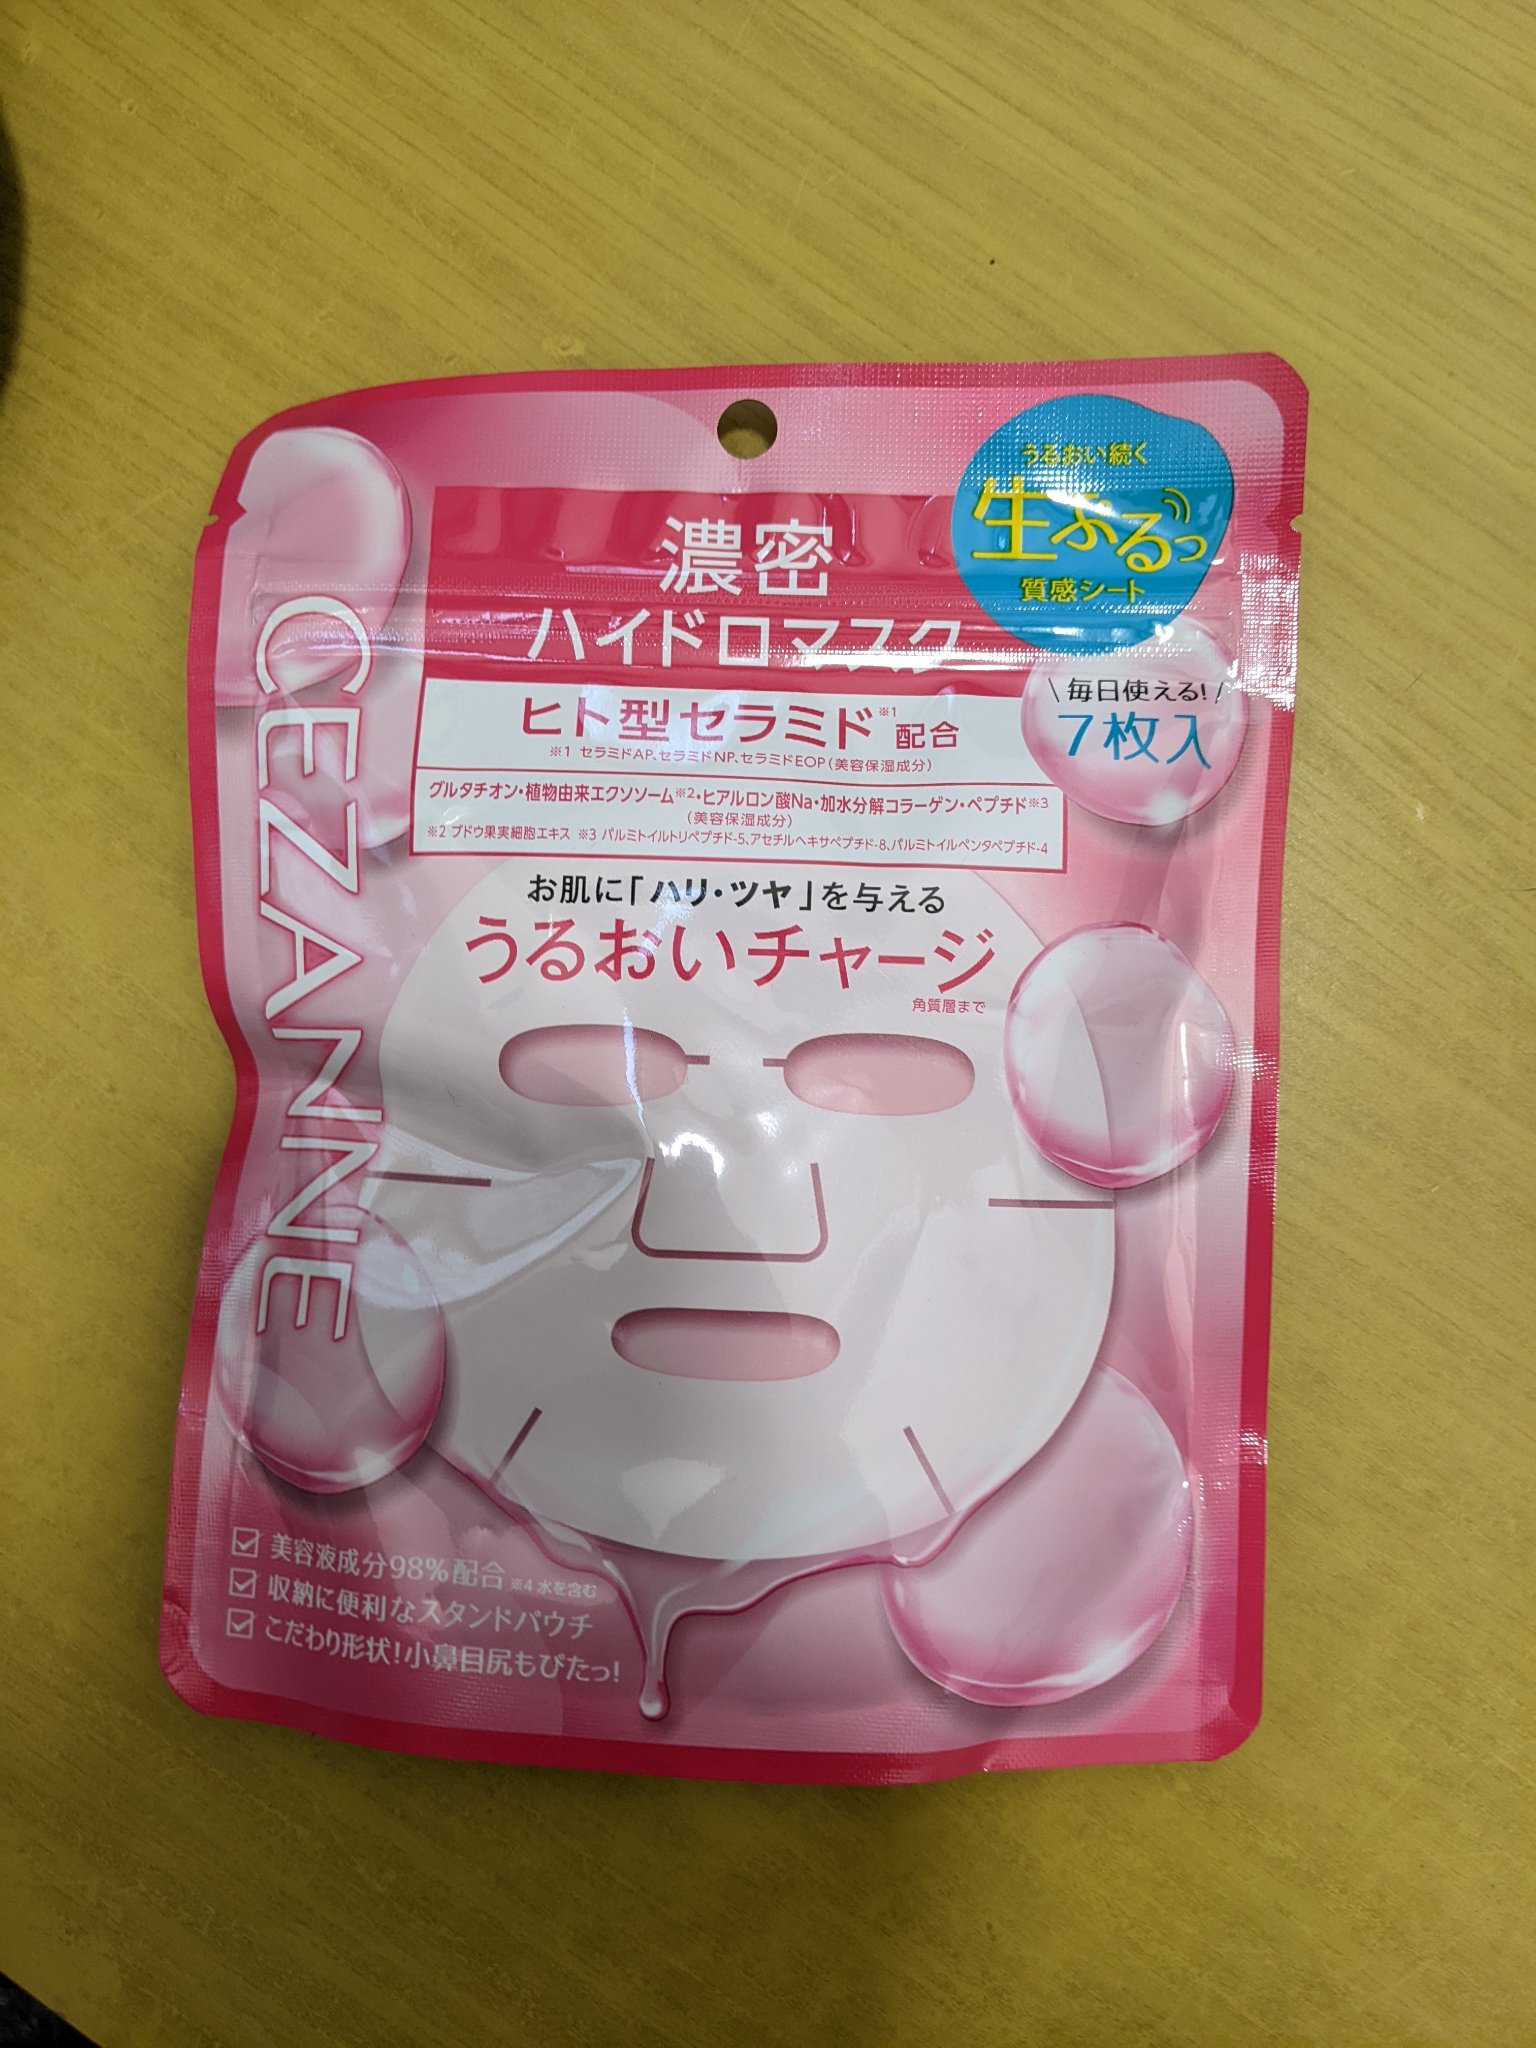 うるおい続く
生ぷるっ
質感シート
濃密
ハイドロマスク
\ 毎日使える! /
7枚入
ヒト型セラミド※1配合
※1 セラミドAP、セラミドNP、セラミドEOP(美容保湿成分)
グルタチオン・植物由来エクソソーム※2・ヒアルロン酸Na・加水分解コラーゲン・ペプチド※3
(美容保湿成分)
※2 ブドウ果実細胞エキス ※3 パルミトイルトリペプチド-5、アセチルヘキサペプチド-8、パルミトイルペンタペプチド-4
お肌に「ハリ・ツヤ」を与える
うるおいチャージ
角質層まで
CEZANNE
美容液成分98%配合 ※4 水を含む
収納に便利なスタンドパウチ
こだわり形状!小鼻目尻もぴたっ!